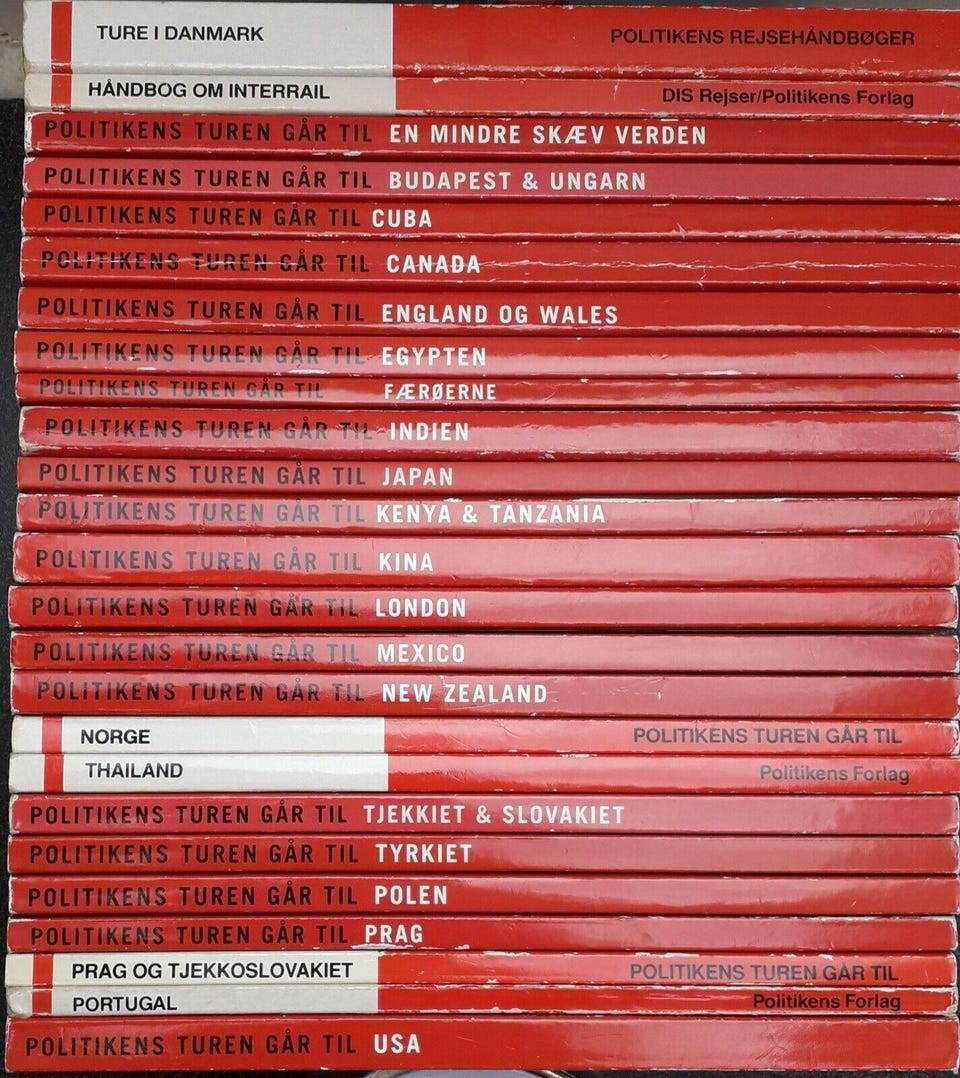 TURE I DANMARK POLITIKENS REJSEHÅNDBØGER
HÅNDBOG OM INTERRAIL DIS Rejser/Politikens Forlag
POLITIKENS TUREN GÅR TIL EN MINDRE SKÆV VERDEN
POLITIKENS TUREN GÅR TIL BUDAPEST & UNGARN
POLITIKENS TUREN GÅR TIL CUBA
POLITIKENS TUREN GÅR TIL CANADA
POLITIKENS TUREN GÅR TIL ENGLAND OG WALES
POLITIKENS TUREN GÅR TIL EGYPTEN
POLITIKENS TUREN GÅR TIL FÆRØERNE
POLITIKENS TUREN GÅR TIL INDIEN
POLITIKENS TUREN GÅR TIL JAPAN
POLITIKENS TUREN GÅR TIL KENYA & TANZANIA
POLITIKENS TUREN GÅR TIL KINA
POLITIKENS TUREN GÅR TIL LONDON
POLITIKENS TUREN GÅR TIL MEXICO
POLITIKENS TUREN GÅR TIL NEW ZEALAND
NORGE POLITIKENS TUREN GÅR TIL
THAILAND Politikens Forlag
POLITIKENS TUREN GÅR TIL TJEKKIET & SLOVAKIET
POLITIKENS TUREN GÅR TIL TYRKIET
POLITIKENS TUREN GÅR TIL POLEN
POLITIKENS TUREN GÅR TIL PRAG
PRAG OG TJEKKOSLOVAKIET POLITIKENS TUREN GÅR TIL
PORTUGAL Politikens Forlag
POLITIKENS TUREN GÅR TIL USA